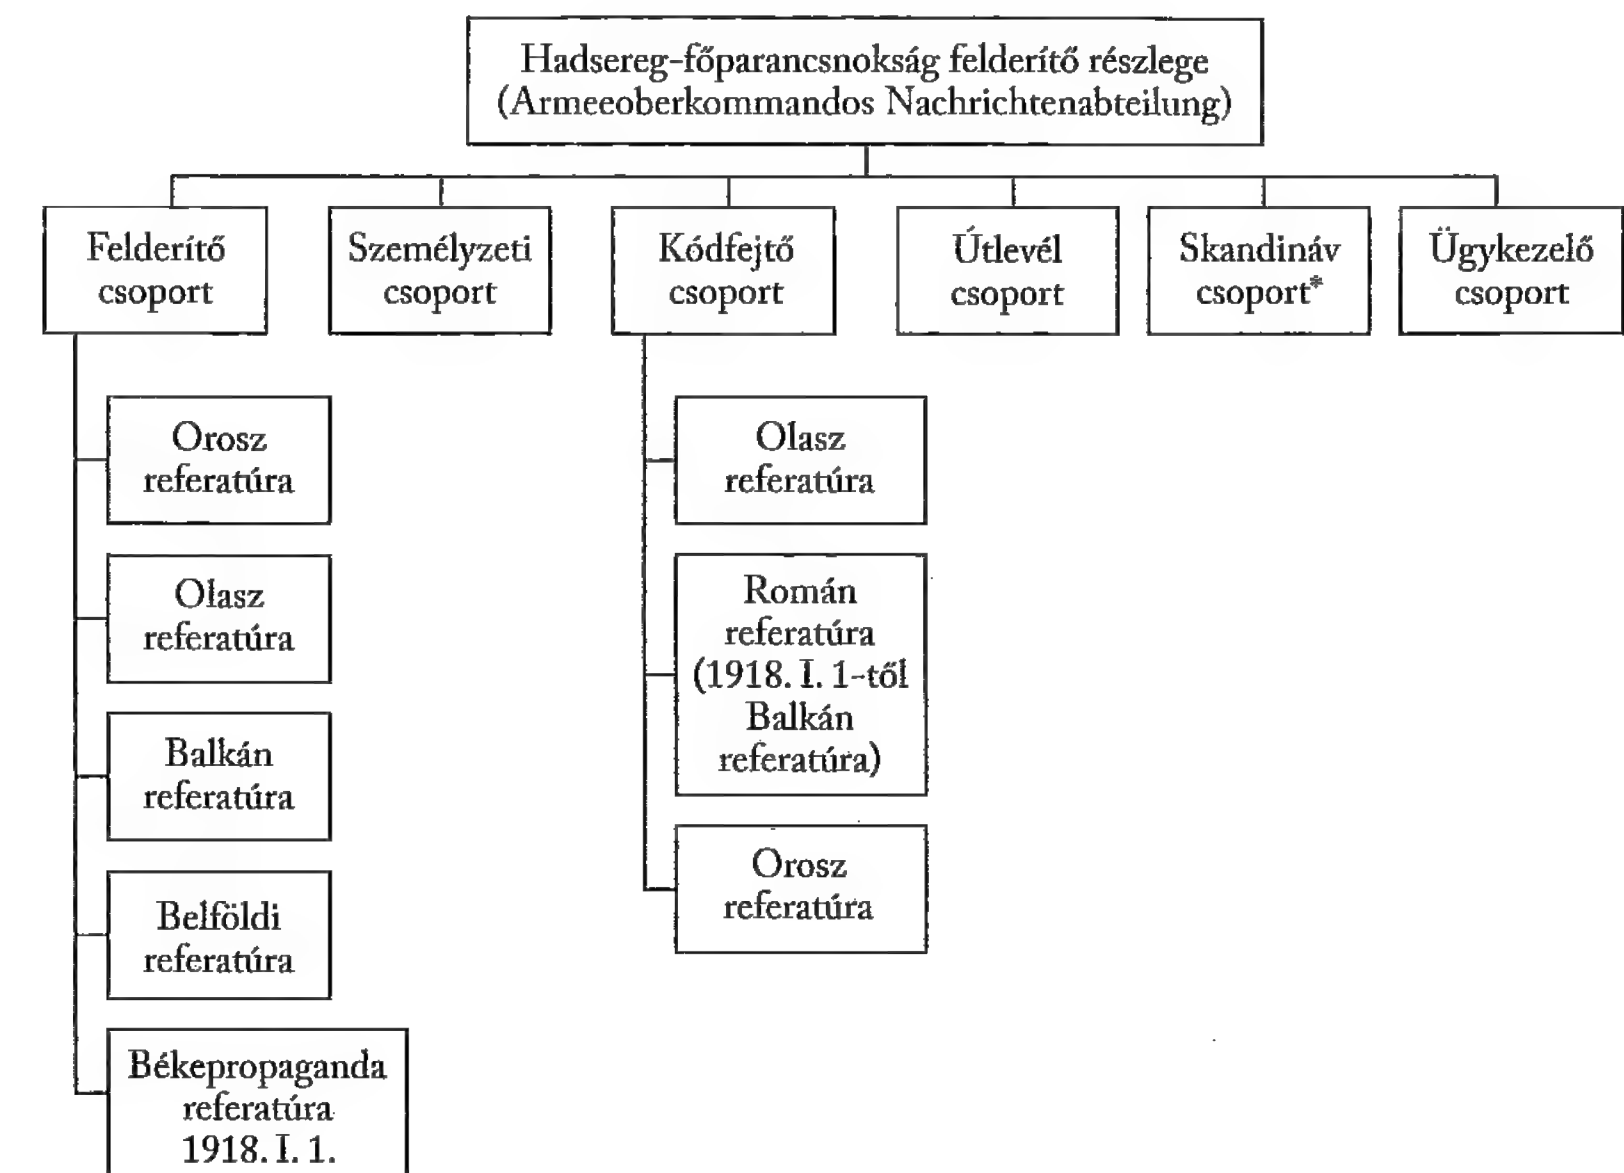 Hadsereg-főparancsnokság felderítő részlege
(Armeeoberkommandos Nachrichtenabteilung)
Felderítő
csoport
Személyzeti
csoport
Kódfejtő
csoport
Útlevél
csoport
Skandináv
csoport*
Ügykezelő
csoport
Orosz
referatúra
Olasz
referatúra
Balkán
referatúra
Belföldi
referatúra
Békepropaganda
referatúra
1918. I. 1.
Olasz
referatúra
Román
referatúra
(1918. I. 1-től
Balkán
referatúra)
Orosz
referatúra